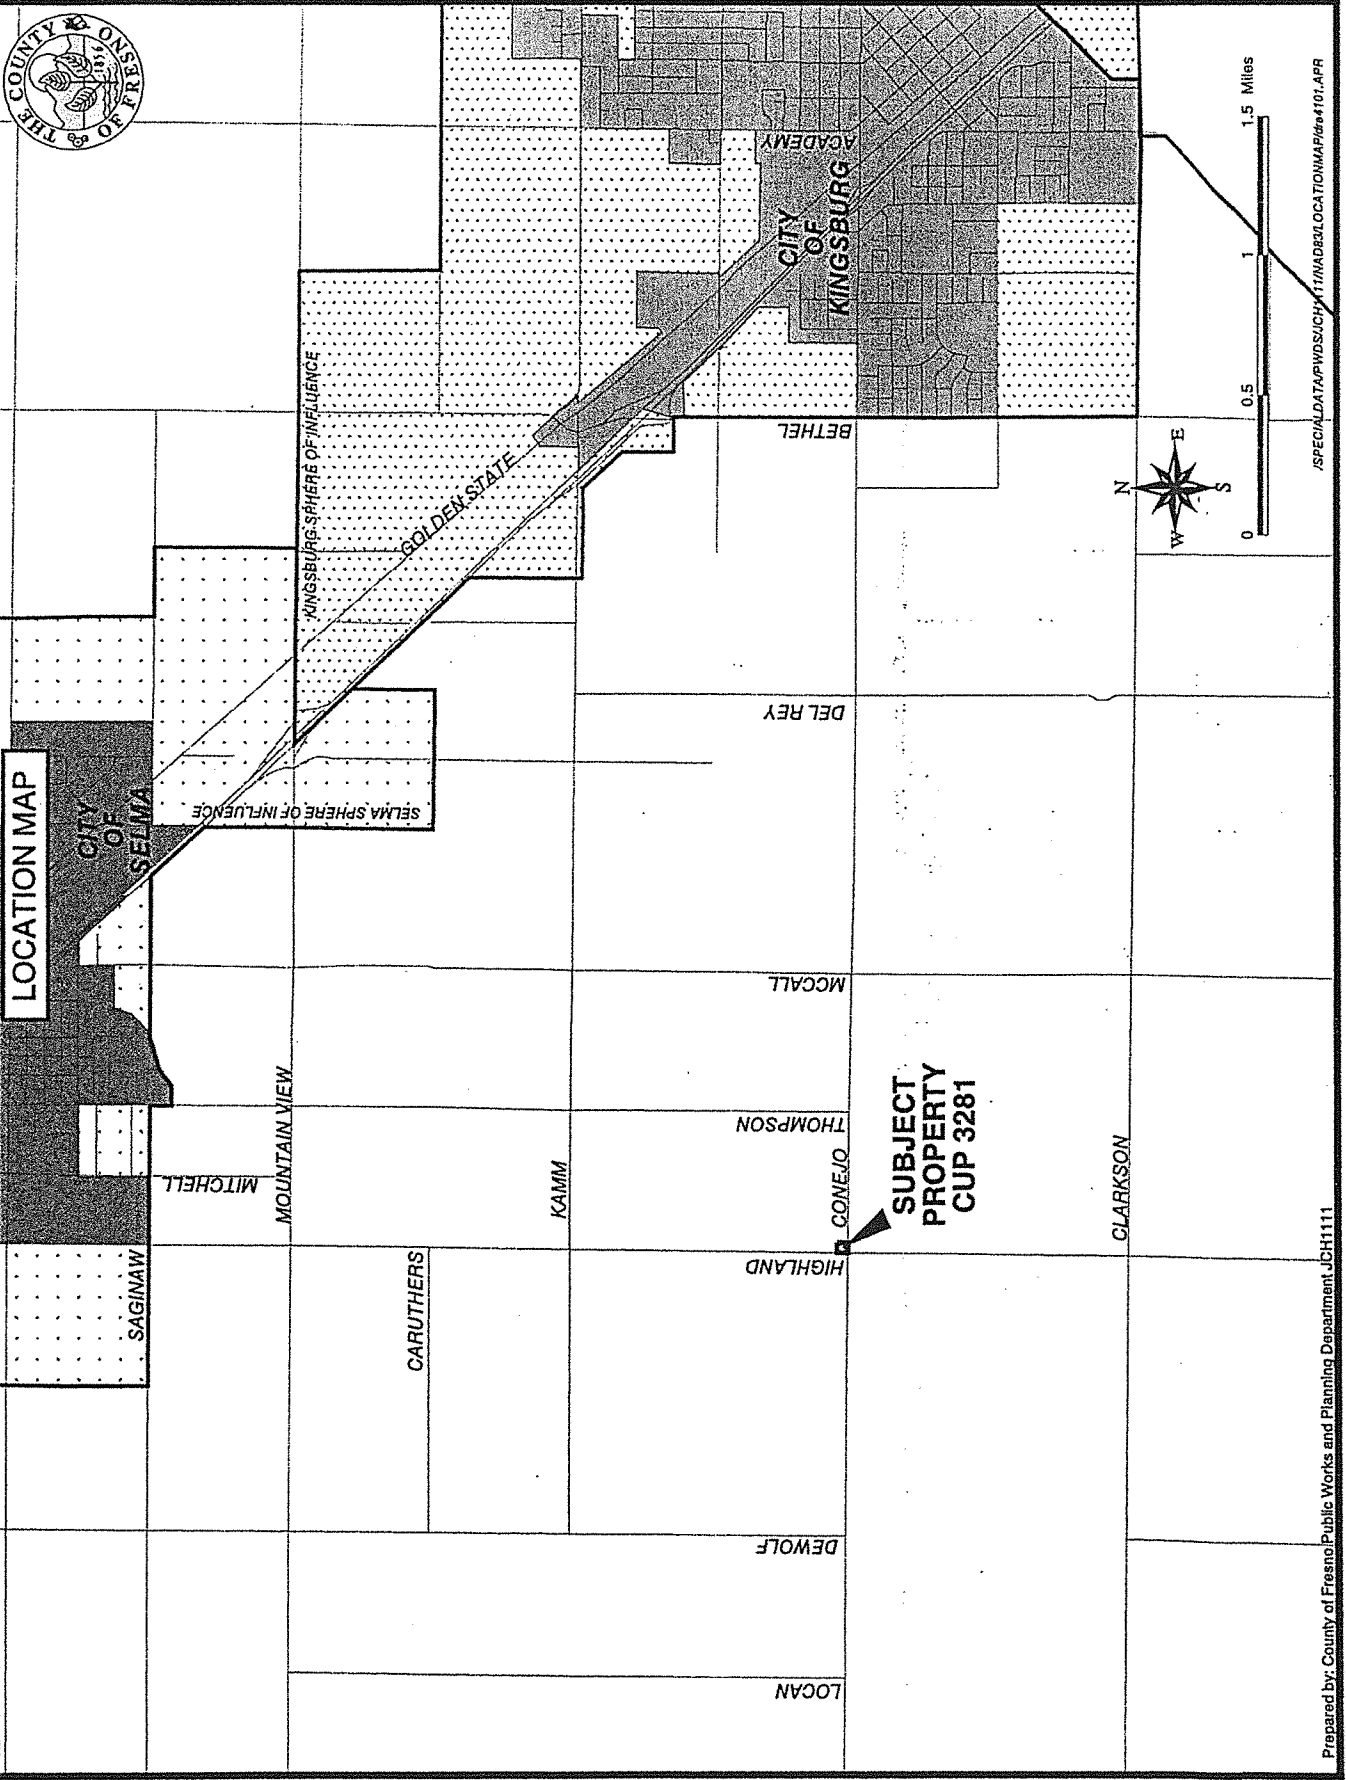 LOCATION MAP
THE COUNTY OF FRESNO
1856
CITY
OF
SELMA
SELMA SPHERE OF INFLUENCE
KINGSBURG SPHERE OF INFLUENCE
GOLDEN STATE
CITY
OF
KINGSBURG
ACADEMY
BETHEL
DEL REY
MCCALL
THOMPSON
MITCHELL
HIGHLAND
DEWOLF
LOCAN
SAGINAW
MOUNTAIN VIEW
CARUTHERS
KAMM
CONEJO
CLARKSON
SUBJECT
PROPERTY
CUP 3281
N
W
E
S
0 0.5 1 1.5 Miles
Prepared by: County of Fresno Public Works and Planning Department JCH1111